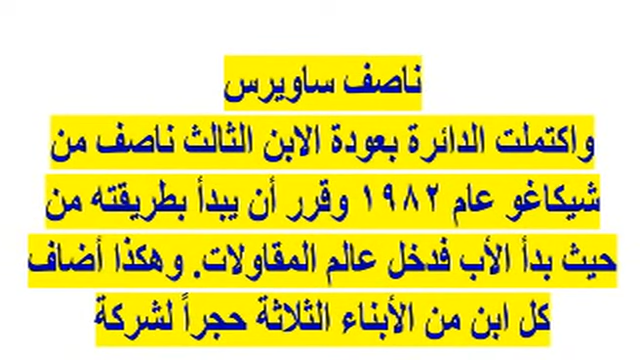 ناصف ساويرس
واكتملت الدائرة بعودة الابن الثالث ناصف من
شيكاغو عام ١٩٨٢ وقرر أن يبدأ بطريقته من
حيث بدأ الأب فدخل عالم المقاولات. وهكذا أضاف
كل ابن من الأبناء الثلاثة حجراً لشركة